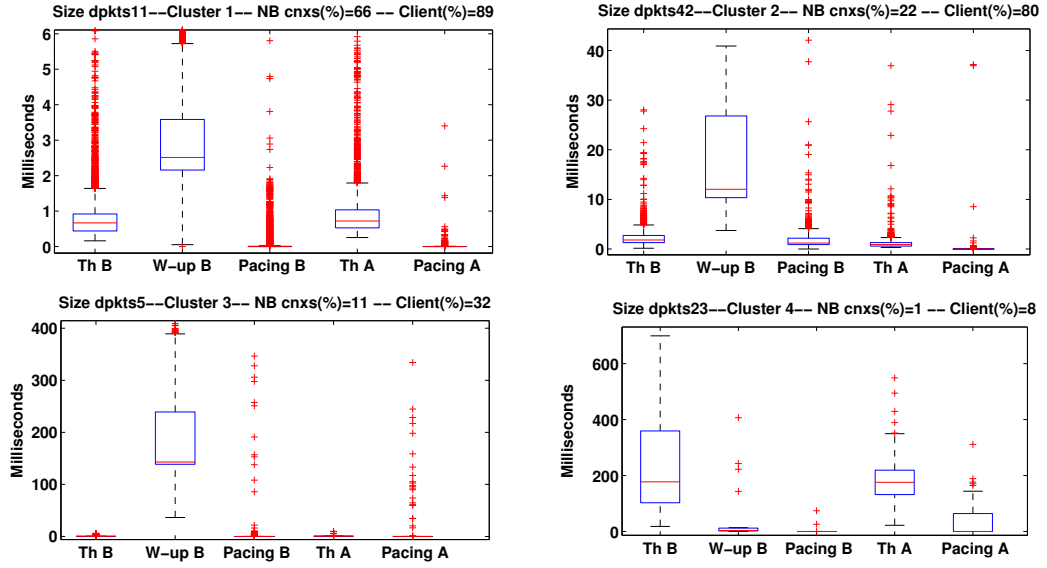 Size dpkts11--Cluster 1-- NB cnxs(%)=66 -- Client(%)=89
Milliseconds
6
5
4
3
2
1
0
Th B W-up B Pacing B Th A Pacing A
Size dpkts42--Cluster 2-- NB cnxs(%)=22 -- Client(%)=80
Milliseconds
40
30
20
10
0
Th B W-up B Pacing B Th A Pacing A
Size dpkts5--Cluster 3-- NB cnxs(%)=11 -- Client(%)=32
Milliseconds
400
300
200
100
0
Th B W-up B Pacing B Th A Pacing A
Size dpkts23--Cluster 4-- NB cnxs(%)=1 -- Client(%)=8
Milliseconds
600
400
200
0
Th B W-up B Pacing B Th A Pacing A